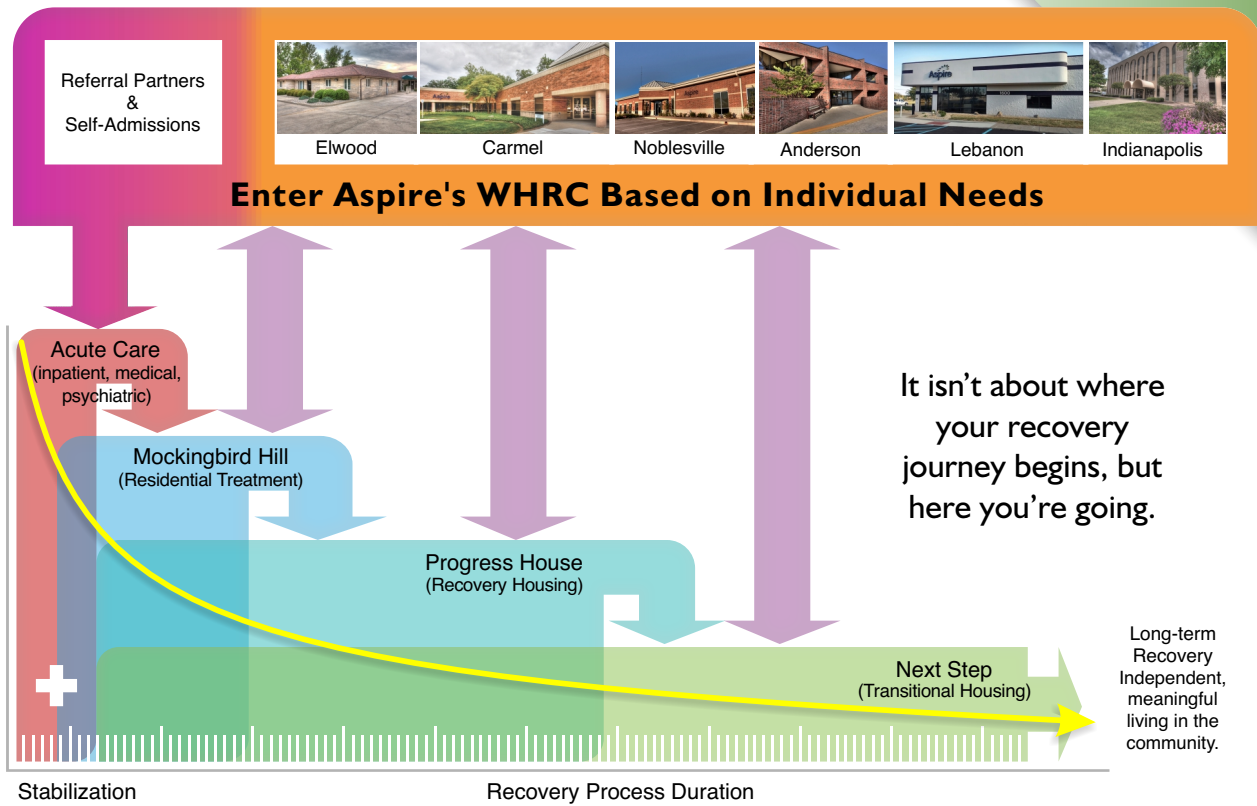 Referral Partners
&
Self-Admissions
Aspire
Aspire
Aspire
Elwood
Carmel
Noblesville
Anderson
Lebanon
Indianapolis
Enter Aspire's WHRC Based on Individual Needs
Acute Care
(inpatient, medical,
psychiatric)
Mockingbird Hill
(Residential Treatment)
Progress House
(Recovery Housing)
Next Step
(Transitional Housing)
It isn’t about where
your recovery
journey begins, but
here you’re going.
Long-term
Recovery
Independent,
meaningful
living in the
community.
Stabilization
Recovery Process Duration